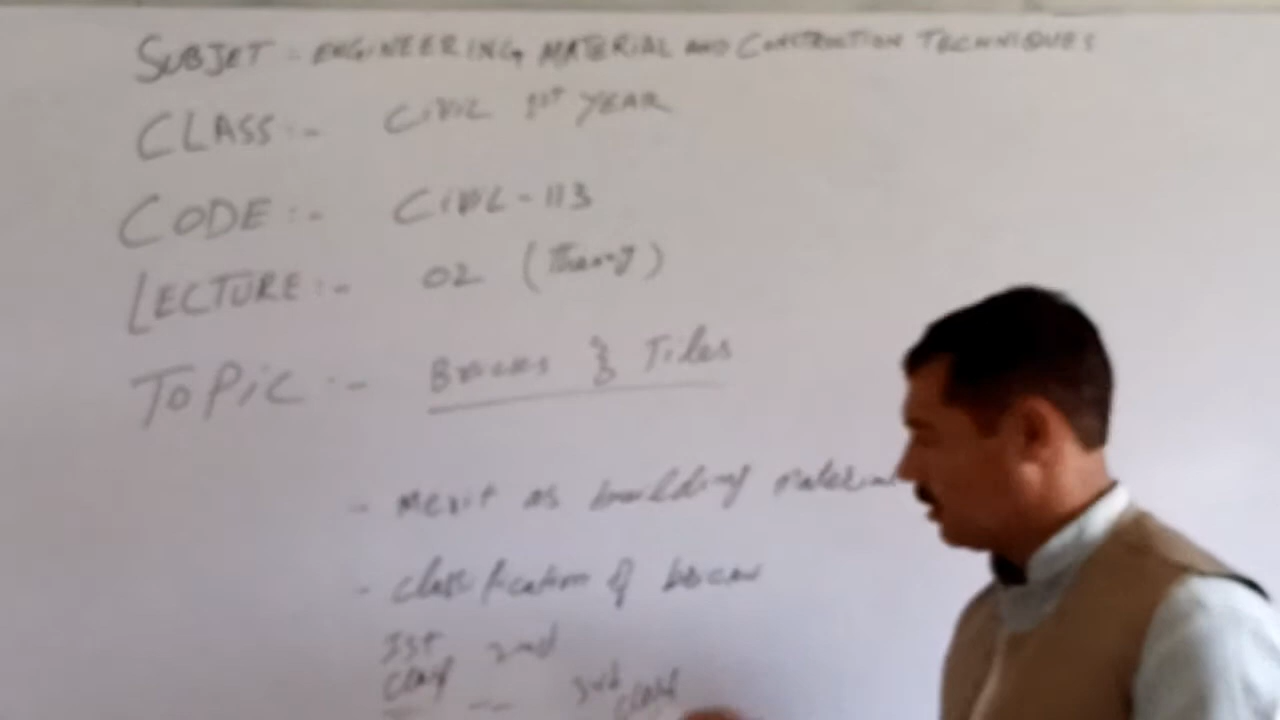 SUBJET - ENGINEERING MATERIAL AND CONSTRUCTION TECHNIQUES
CLASS :- CIVIL 1ST YEAR
CODE :- CIVL-113
LECTURE :- 02 (Theory)
TOPIC :- Bricks & Tiles
- Merit as building material
- classification of bricks
1st 2nd
class -- 3rd class